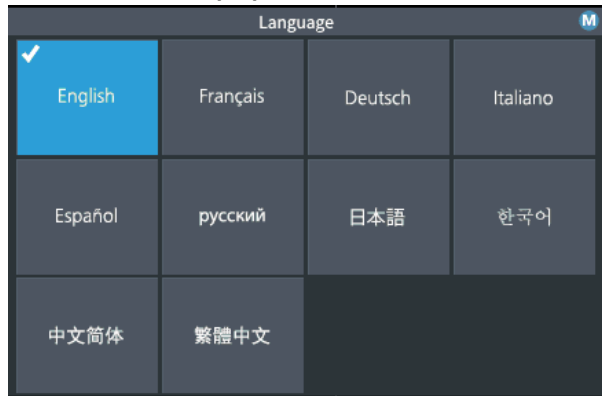 Language
M
English
Français
Deutsch
Italiano
Español
русский
日本語
한국어
中文简体
繁體中文